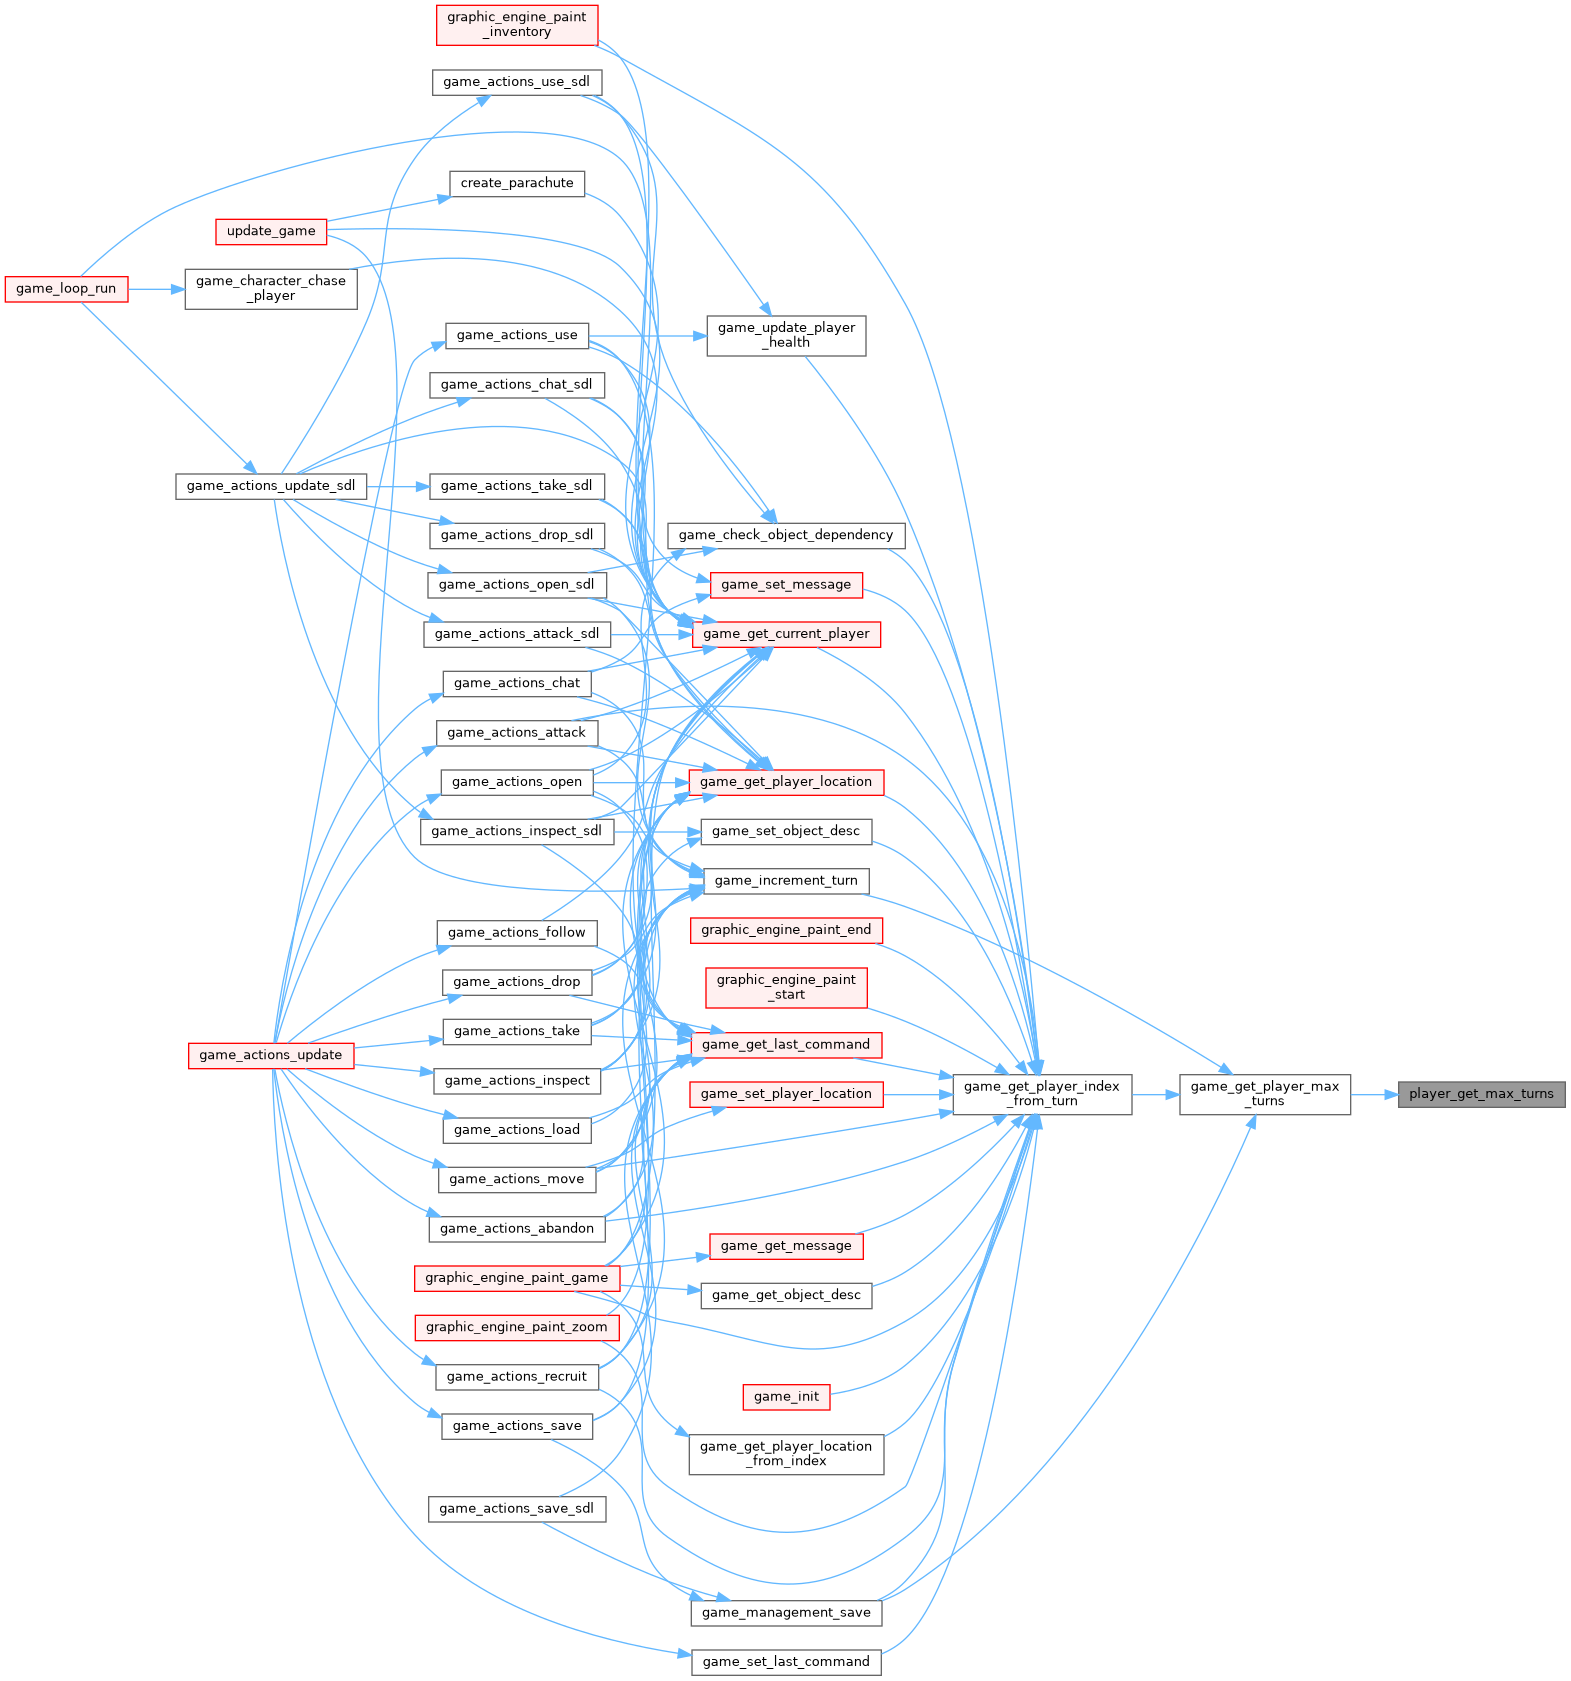 graphic_engine_paint
_inventory
game_actions_use_sdl
create_parachute
update_game
game_loop_run
game_character_chase
_player
game_actions_use
game_update_player
_health
game_actions_chat_sdl
game_actions_update_sdl
game_actions_take_sdl
game_actions_drop_sdl
game_check_object_dependency
game_actions_open_sdl
game_set_message
game_actions_attack_sdl
game_get_current_player
game_actions_chat
game_actions_attack
game_actions_open
game_get_player_location
game_actions_inspect_sdl
game_set_object_desc
game_increment_turn
game_actions_follow
graphic_engine_paint_end
game_actions_drop
graphic_engine_paint
_start
game_actions_take
game_get_last_command
game_actions_update
game_actions_inspect
game_set_player_location
game_get_player_index
_from_turn
game_get_player_max
_turns
player_get_max_turns
game_actions_load
game_actions_move
game_actions_abandon
game_get_message
graphic_engine_paint_game
game_get_object_desc
graphic_engine_paint_zoom
game_actions_recruit
game_init
game_actions_save
game_get_player_location
_from_index
game_actions_save_sdl
game_management_save
game_set_last_command